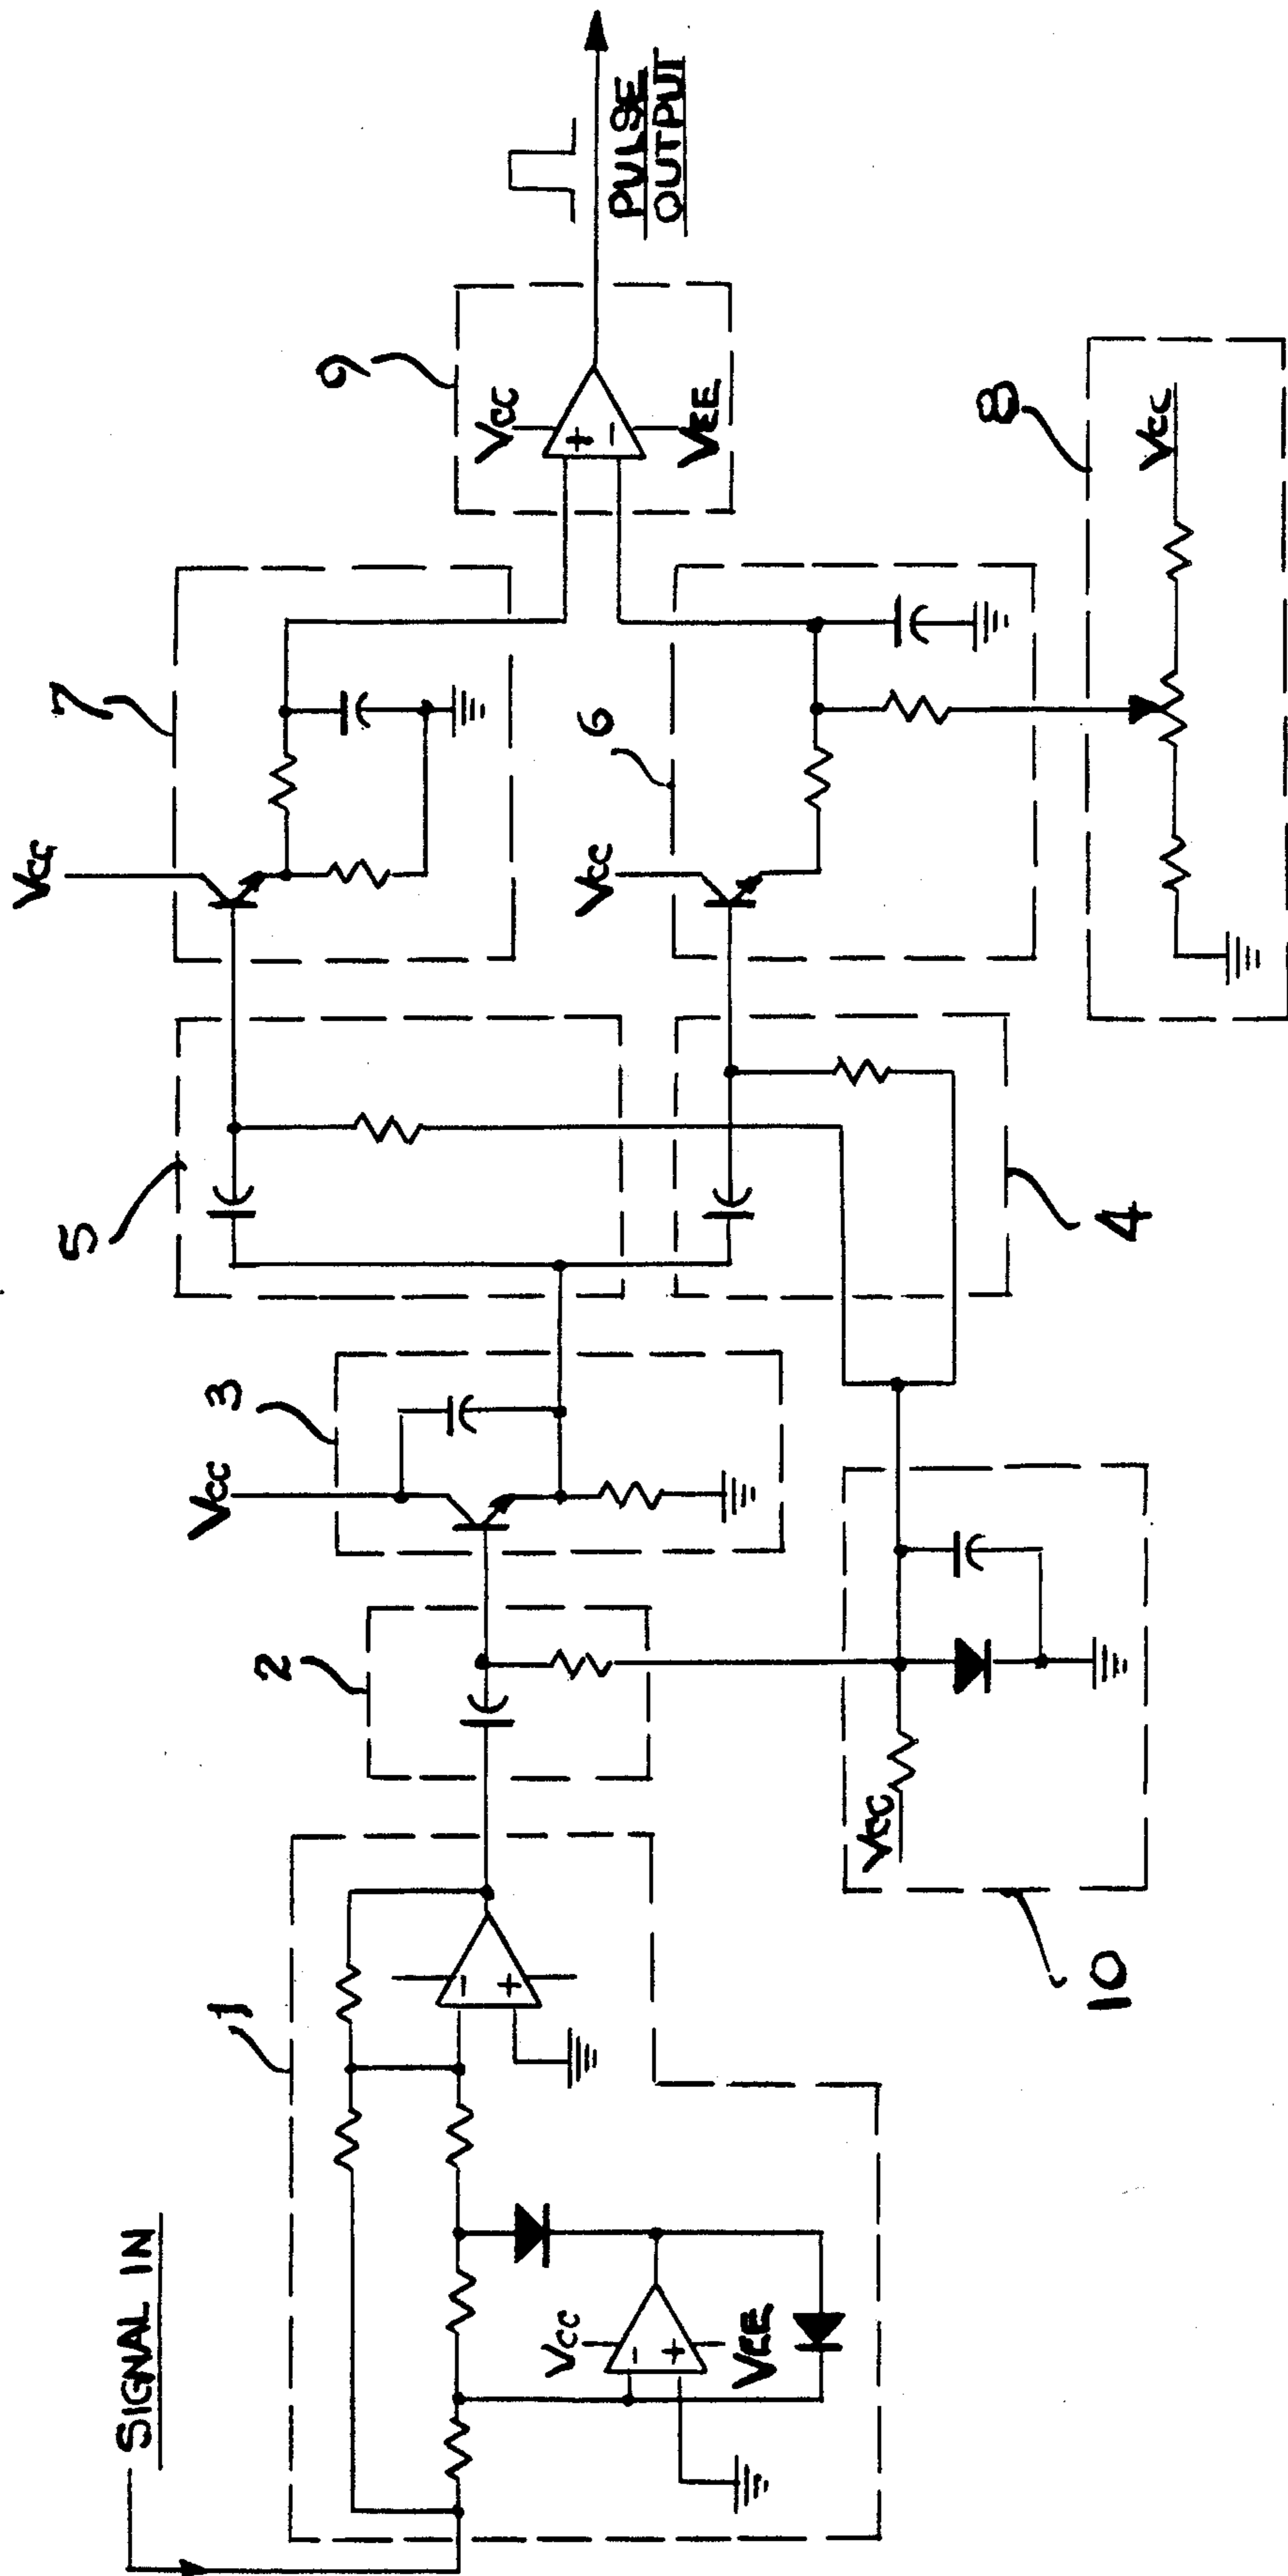 SIGNAL IN
1
VCC
VEE
-
+
-
+
2
3
VCC
10
VCC
5
4
7
VCC
6
VCC
9
VCC
VEE
+
-
8
VCC
PULSE
OUTPUT